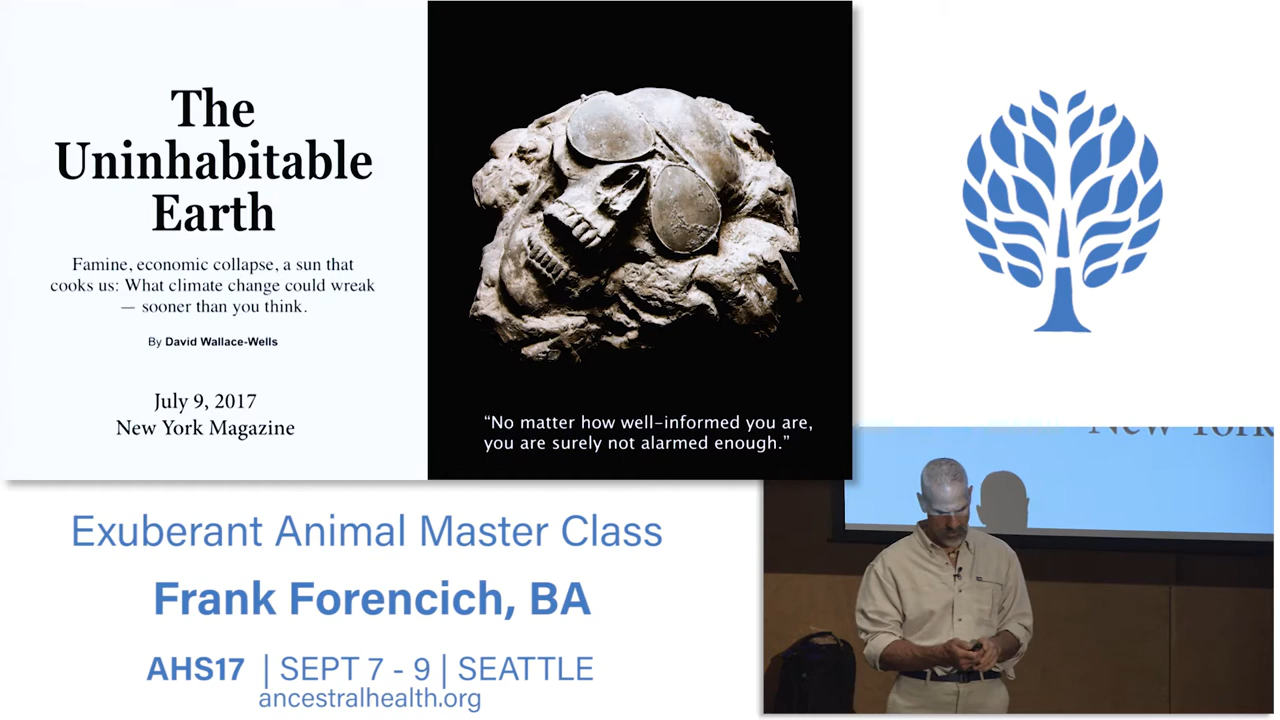 The
Uninhabitable
Earth
Famine, economic collapse, a sun that
cooks us: What climate change could wreak
— sooner than you think.
By David Wallace-Wells
July 9, 2017
New York Magazine
“No matter how well-informed you are,
you are surely not alarmed enough.”
New York
Exuberant Animal Master Class
Frank Forencich, BA
AHS17 | SEPT 7 - 9 | SEATTLE
ancestralhealth.org